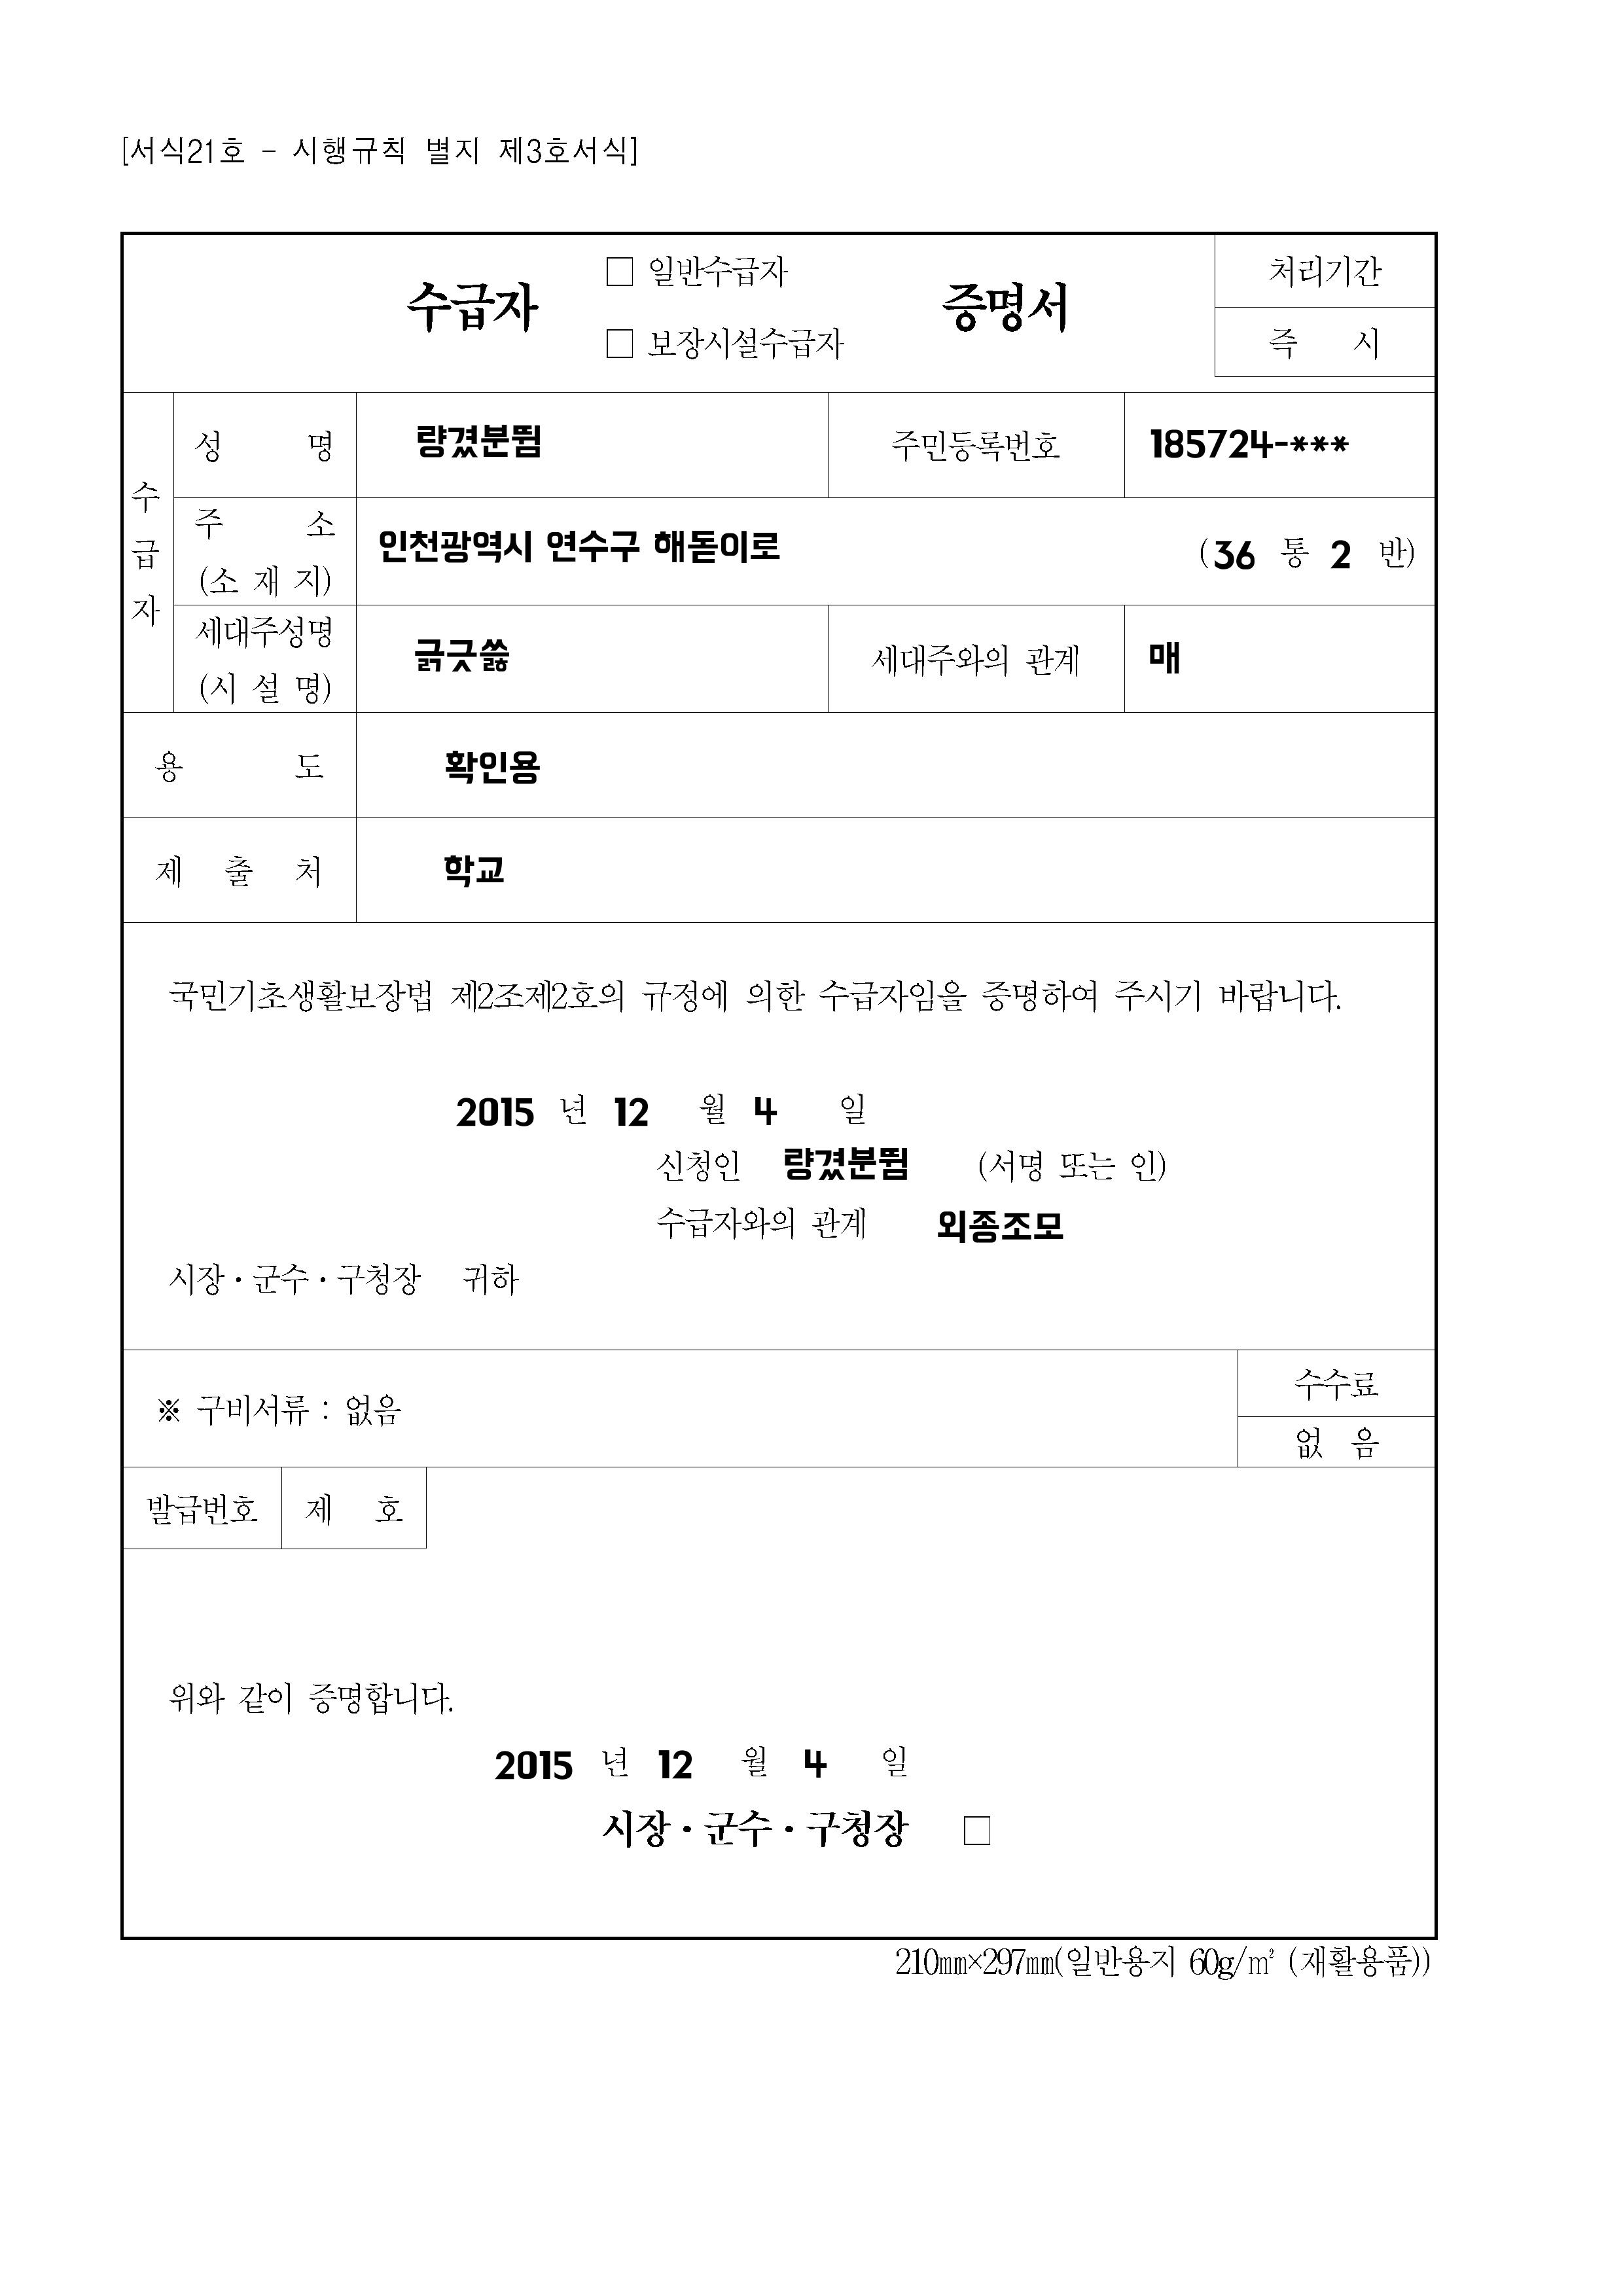 [서식21호 - 시행규칙 별지 제3호서식]
수급자 □ 일반수급자 □ 보장시설수급자 증명서
처리기간
즉 시
수급자
성 명 량겼분뛈 주민등록번호 185724-***
주 소 (소 재 지) 인천광역시 연수구 해돋이로 (36 통 2 반)
세대주성명 (시 설 명) 긁긋쓿 세대주와의 관계 매
용 도 확인용
제 출 처 학교
국민기초생활보장법 제2조제2호의 규정에 의한 수급자임을 증명하여 주시기 바랍니다.
2015 년 12 월 4 일
신청인 량겼분뛈 (서명 또는 인)
수급자와의 관계 외종조모
시장·군수·구청장 귀하
※ 구비서류 : 없음
수수료
없 음
발급번호 제 호
위와 같이 증명합니다.
2015 년 12 월 4 일
시장·군수·구청장 □
210㎜×297㎜(일반용지 60g/㎡ (재활용품))